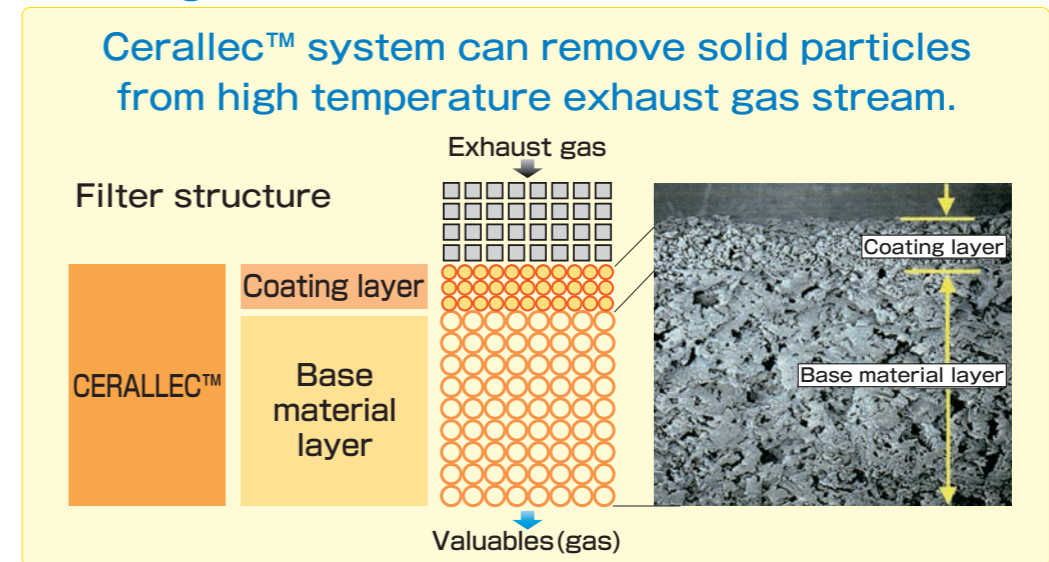 Cerallec™ system can remove solid particles
from high temperature exhaust gas stream.
Exhaust gas
Filter structure
Coating layer
CERALLEC™
Base
material
layer
Valuables(gas)
Coating layer
Base material layer